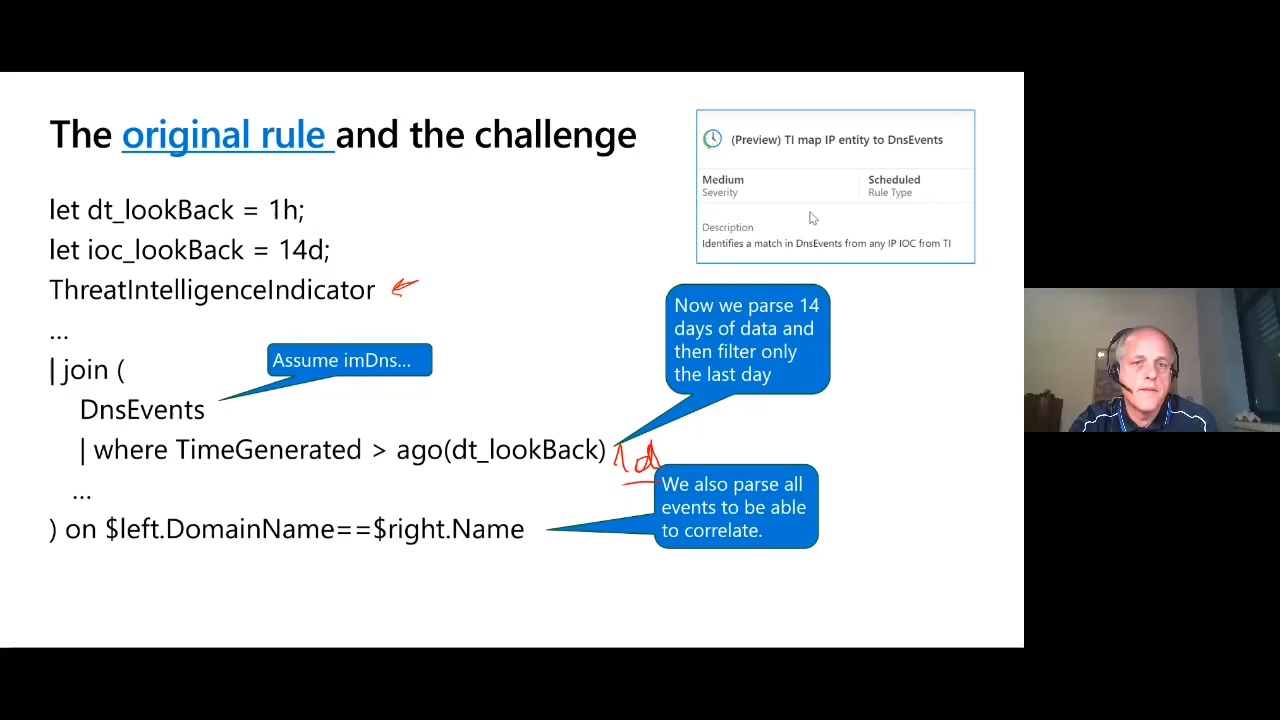 The original rule and the challenge
let dt_lookBack = 1h;
let ioc_lookBack = 14d;
ThreatIntelligenceIndicator
...
| join (
DnsEvents
| where TimeGenerated > ago(dt_lookBack)
...
) on $left.DomainName==$right.Name
Assume imDns...
(Preview) TI map IP entity to DnsEvents
Medium
Severity
Scheduled
Rule Type
Description
Identifies a match in DnsEvents from any IP IOC from TI
Now we parse 14
days of data and
then filter only
the last day
1d
We also parse all
events to be able
to correlate.